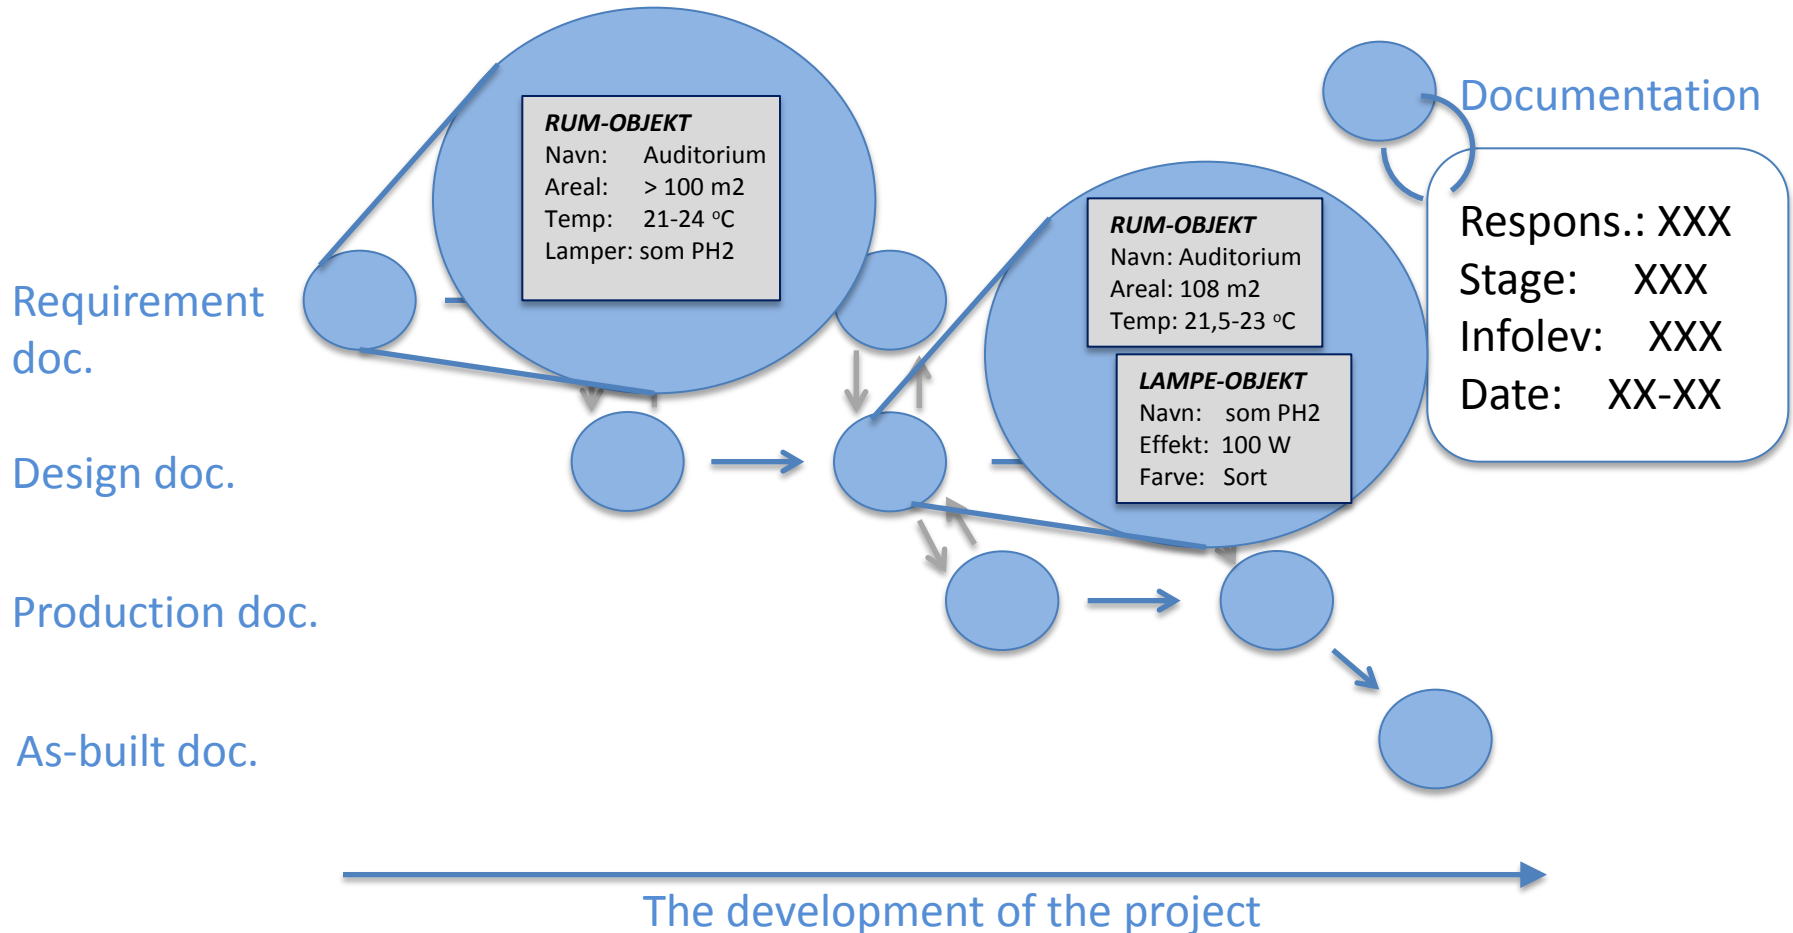 RUM-OBJEKT
Navn: Auditorium
Areal: > 100 m2
Temp: 21-24 ºC
Lamper: som PH2
Documentation
Respons.: XXX
Stage: XXX
Infolev: XXX
Date: XX-XX
RUM-OBJEKT
Navn: Auditorium
Areal: 108 m2
Temp: 21,5-23 ºC
LAMPE-OBJEKT
Navn: som PH2
Effekt: 100 W
Farve: Sort
Requirement
doc.
Design doc.
Production doc.
As-built doc.
The development of the project